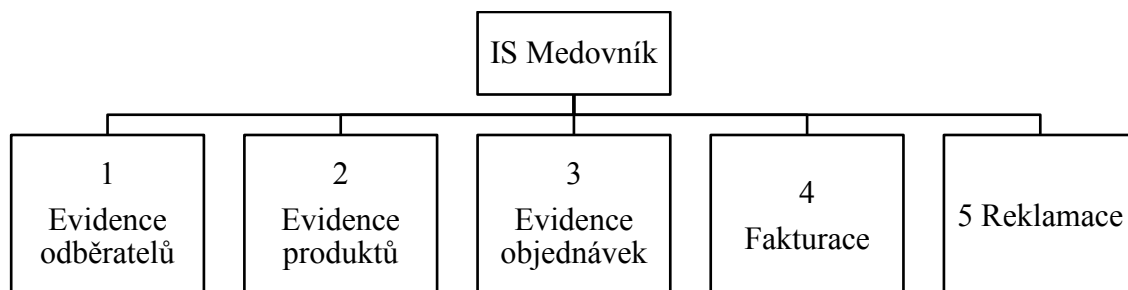 IS Medovník
1
Evidence
odběratelů
2
Evidence
produktů
3
Evidence
objednávek
4
Fakturace
5 Reklamace